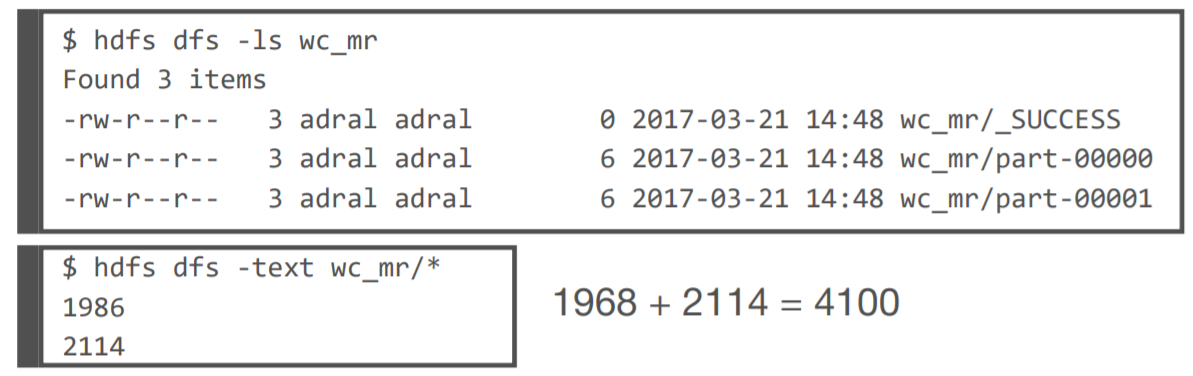 $ hdfs dfs -ls wc_mr
Found 3 items
-rw-r--r--   3 adral adral          0 2017-03-21 14:48 wc_mr/_SUCCESS
-rw-r--r--   3 adral adral          6 2017-03-21 14:48 wc_mr/part-00000
-rw-r--r--   3 adral adral          6 2017-03-21 14:48 wc_mr/part-00001
$ hdfs dfs -text wc_mr/*
1986
2114
1968 + 2114 = 4100